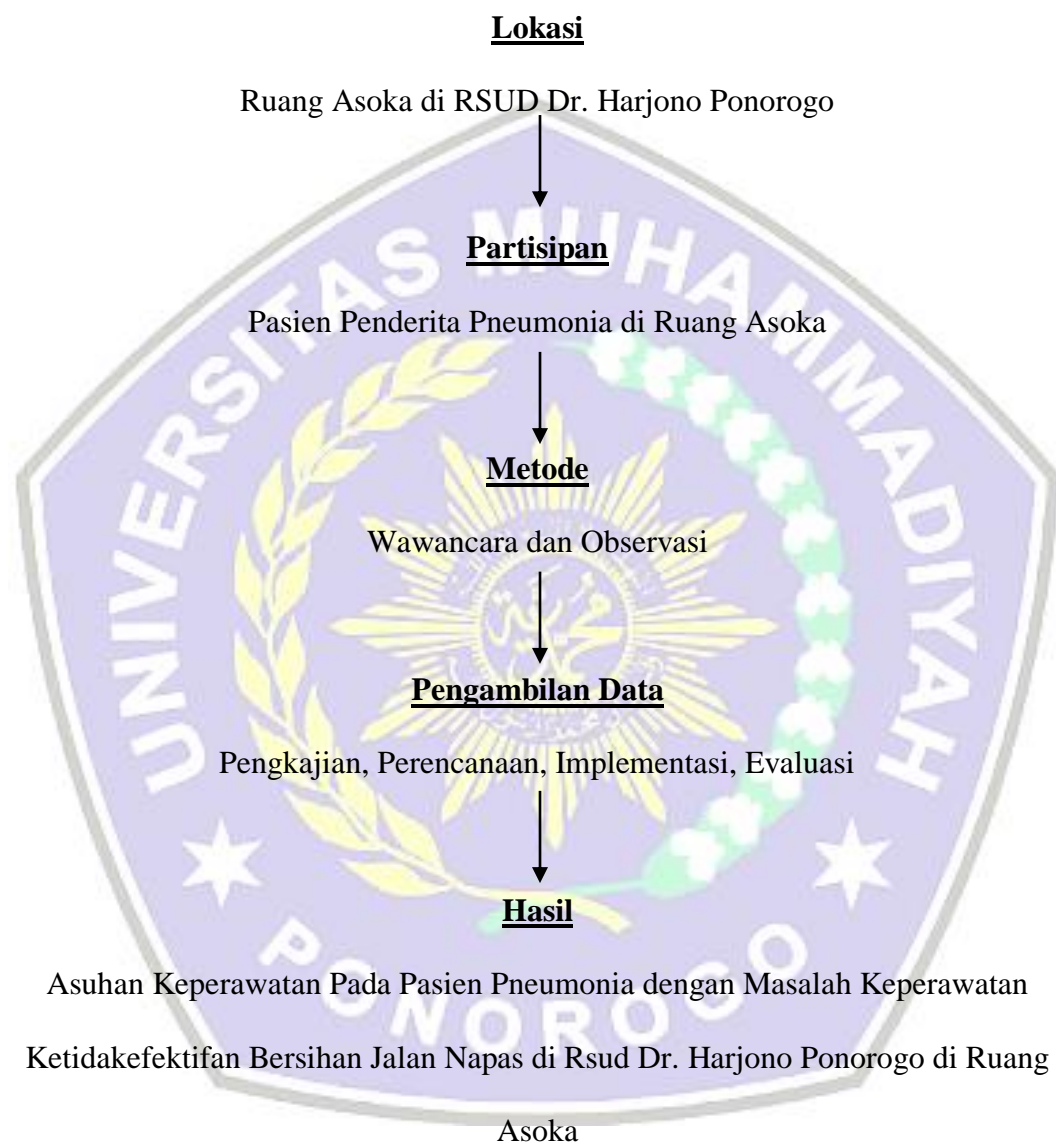 Lokasi
Ruang Asoka di RSUD Dr. Harjono Ponorogo
Partisipan
Pasien Penderita Pneumonia di Ruang Asoka
Metode
Wawancara dan Observasi
Pengambilan Data
Pengkajian, Perencanaan, Implementasi, Evaluasi
Hasil
Asuhan Keperawatan Pada Pasien Pneumonia dengan Masalah Keperawatan
Ketidakefektifan Bersihan Jalan Napas di Rsud Dr. Harjono Ponorogo di Ruang
Asoka
UNIVERSITAS MUHAMMADIYAH
PONOROGO